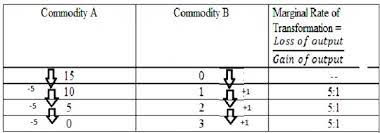 Commodity A Commodity B Marginal Rate of
Transformation =
Loss of output
Gain of output
15 0 --
-5 10 1 +1 5:1
-5 5 2 +1 5:1
-5 0 3 +1 5:1